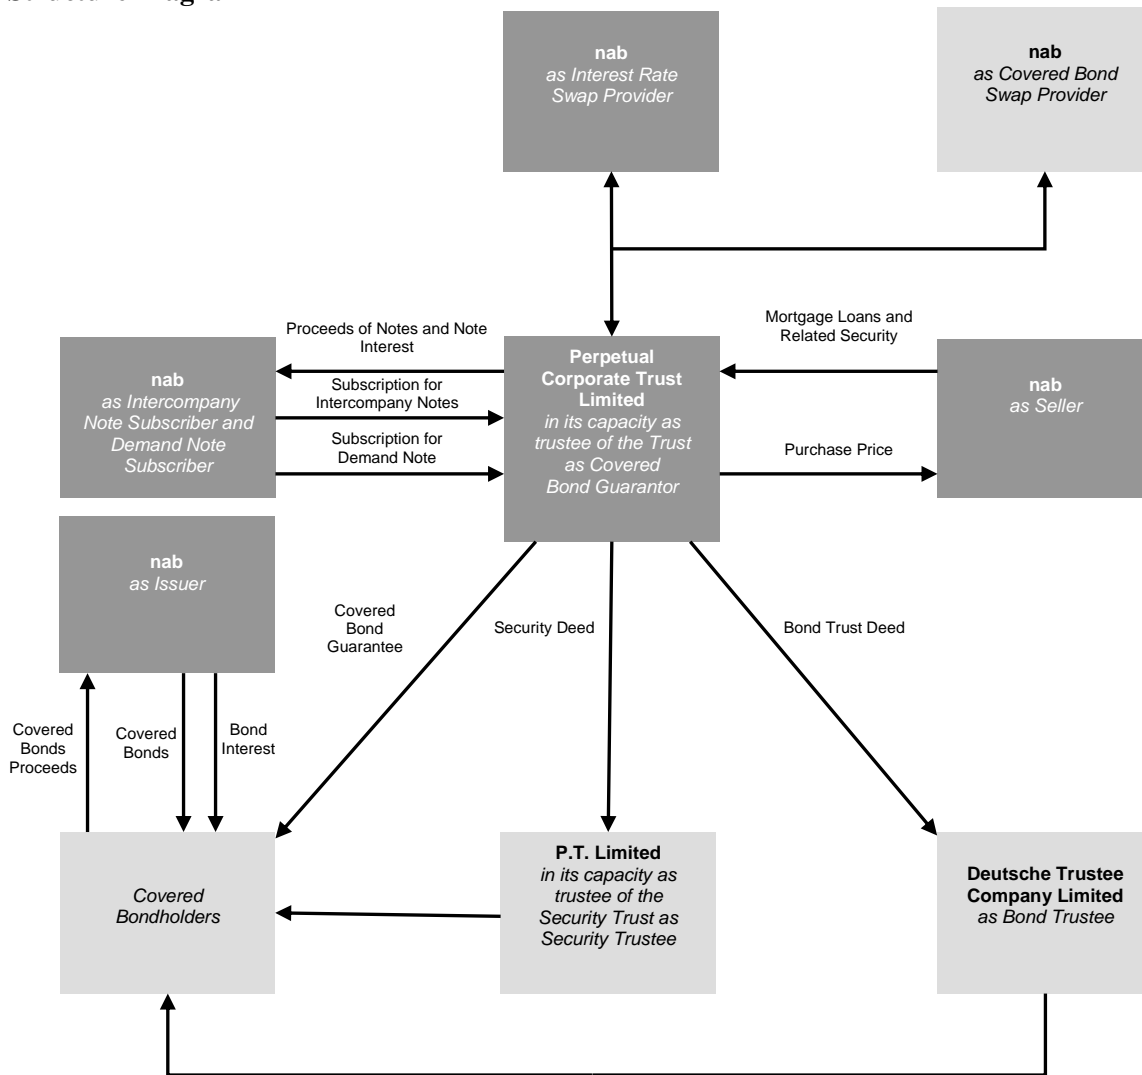 nab
as Interest Rate
Swap Provider
nab
as Covered Bond
Swap Provider
Proceeds of Notes and Note
Interest
Mortgage Loans and
Related Security
nab
as Intercompany
Note Subscriber and
Demand Note
Subscriber
Subscription for
Intercompany Notes
Subscription for
Demand Note
Perpetual
Corporate Trust
Limited
in its capacity as
trustee of the Trust
as Covered
Bond Guarantor
nab
as Seller
Purchase Price
nab
as Issuer
Covered
Bond
Guarantee
Security Deed
Bond Trust Deed
Covered
Bonds
Proceeds
Covered
Bonds
Bond
Interest
Covered
Bondholders
P.T. Limited
in its capacity as
trustee of the
Security Trust as
Security Trustee
Deutsche Trustee
Company Limited
as Bond Trustee